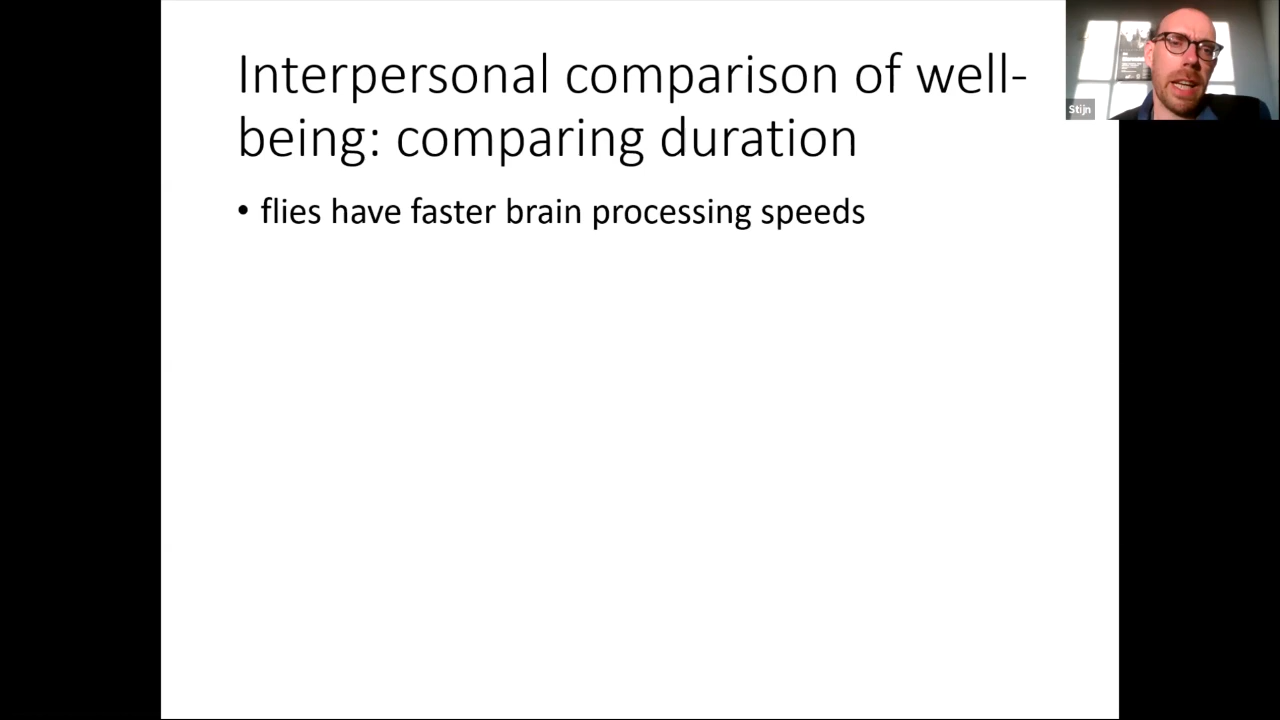 Interpersonal comparison of well-
being: comparing duration
• flies have faster brain processing speeds
Stijn